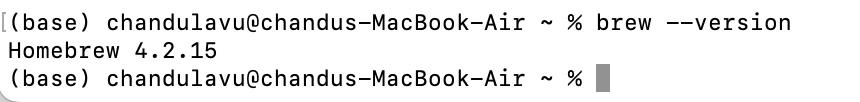 (base) chandulavu@chandus-MacBook-Air ~ % brew --version
Homebrew 4.2.15
(base) chandulavu@chandus-MacBook-Air ~ %